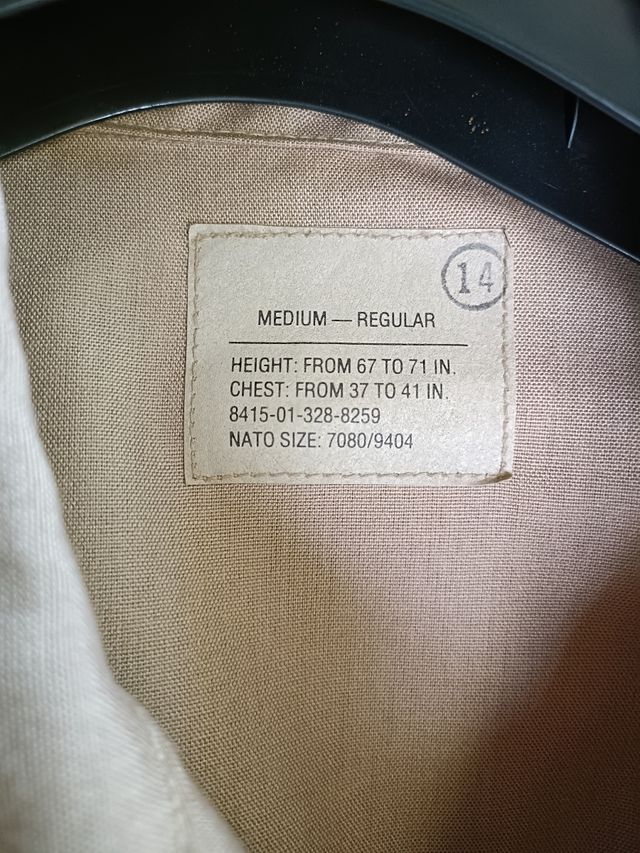 14
MEDIUM — REGULAR
HEIGHT: FROM 67 TO 71 IN.
CHEST: FROM 37 TO 41 IN.
8415-01-328-8259
NATO SIZE: 7080/9404